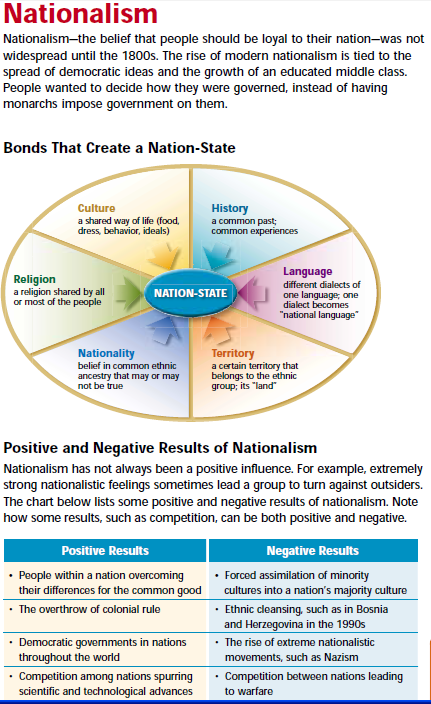 Nationalism
Nationalism—the belief that people should be loyal to their nation—was not
widespread until the 1800s. The rise of modern nationalism is tied to the
spread of democratic ideas and the growth of an educated middle class.
People wanted to decide how they were governed, instead of having
monarchs impose government on them.
Bonds That Create a Nation-State
Culture
a shared way of life (food,
dress, behavior, ideals)
History
a common past;
common experiences
Religion
a religion shared by all
or most of the people
NATION-STATE
Language
different dialects of
one language; one
dialect becomes
"national language"
Nationality
belief in common ethnic
ancestry that may or may
not be true
Territory
a certain territory that
belongs to the ethnic
group; its "land"
Positive and Negative Results of Nationalism
Nationalism has not always been a positive influence. For example, extremely
strong nationalistic feelings sometimes lead a group to turn against outsiders.
The chart below lists some positive and negative results of nationalism. Note
how some results, such as competition, can be both positive and negative.
Positive Results
Negative Results
• People within a nation overcoming
their differences for the common good
• Forced assimilation of minority
cultures into a nation's majority culture
• The overthrow of colonial rule
• Ethnic cleansing, such as in Bosnia
and Herzegovina in the 1990s
• Democratic governments in nations
throughout the world
• The rise of extreme nationalistic
movements, such as Nazism
• Competition among nations spurring
scientific and technological advances
• Competition between nations leading
to warfare